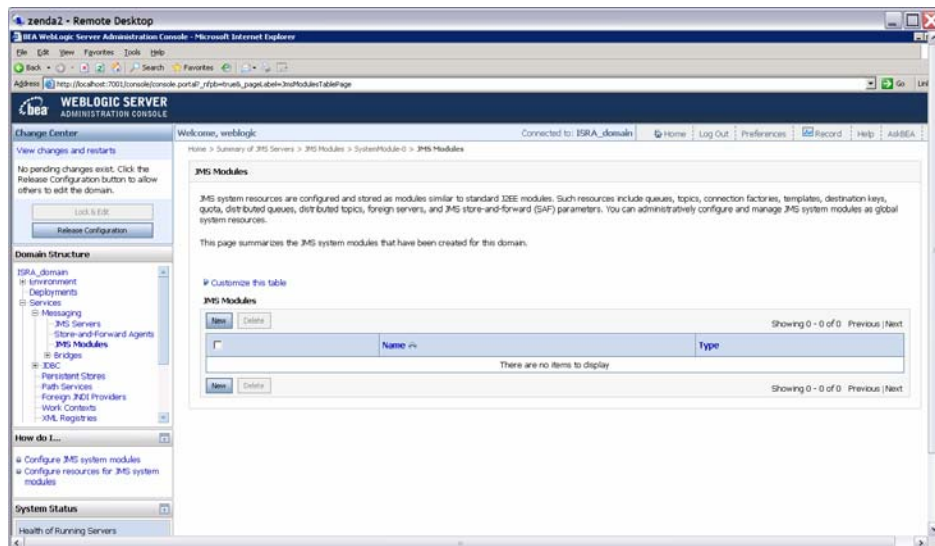 zenda2 - Remote Desktop
BEA WebLogic Server Administration Console - Microsoft Internet Explorer
File Edit View Favorites Tools Help
Back Search Favorites
Address http://localhost:7001/console/console.portal?_nfpb=true&_pageLabel=JmsModulesTablePage Go Links
bea WEBLOGIC SERVER
ADMINISTRATION CONSOLE
Change Center
View changes and restarts
No pending changes exist. Click the
Release Configuration button to allow
others to edit the domain.
Lock & Edit
Release Configuration
Domain Structure
ISRA_domain
Environment
Deployments
Services
Messaging
JMS Servers
Store-and-Forward Agents
JMS Modules
Bridges
JDBC
Persistent Stores
Path Services
Foreign JNDI Providers
Work Contexts
XML Registries
How do I...
Configure JMS system modules
Configure resources for JMS system
modules
System Status
Health of Running Servers
Welcome, weblogic Connected to: ISRA_domain Home Log Out Preferences Record Help AskBEA
Home > Summary of JMS Servers > JMS Modules > SystemModule-0 > JMS Modules
JMS Modules
JMS system resources are configured and stored as modules similar to standard J2EE modules. Such resources include queues, topics, connection factories, templates, destination keys,
quota, distributed queues, distributed topics, foreign servers, and JMS store-and-forward (SAF) parameters. You can administratively configure and manage JMS system modules as global
system resources.
This page summarizes the JMS system modules that have been created for this domain.
Customize this table
JMS Modules
New Delete Showing 0 - 0 of 0 Previous | Next
Name Type
There are no items to display
New Delete Showing 0 - 0 of 0 Previous | Next